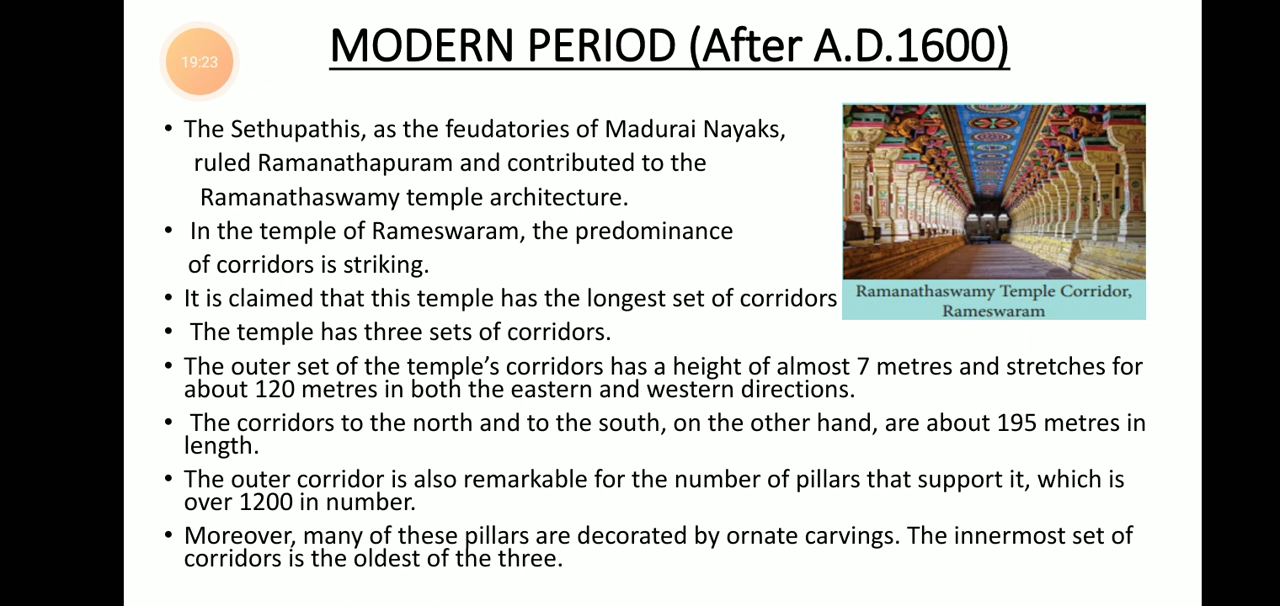 19:23
MODERN PERIOD (After A.D.1600)
• The Sethupathis, as the feudatories of Madurai Nayaks,
ruled Ramanathapuram and contributed to the
Ramanathaswamy temple architecture.
• In the temple of Rameswaram, the predominance
of corridors is striking.
• It is claimed that this temple has the longest set of corridors
• The temple has three sets of corridors.
• The outer set of the temple’s corridors has a height of almost 7 metres and stretches for
about 120 metres in both the eastern and western directions.
• The corridors to the north and to the south, on the other hand, are about 195 metres in
length.
• The outer corridor is also remarkable for the number of pillars that support it, which is
over 1200 in number.
• Moreover, many of these pillars are decorated by ornate carvings. The innermost set of
corridors is the oldest of the three.
Ramanathaswamy Temple Corridor,
Rameswaram